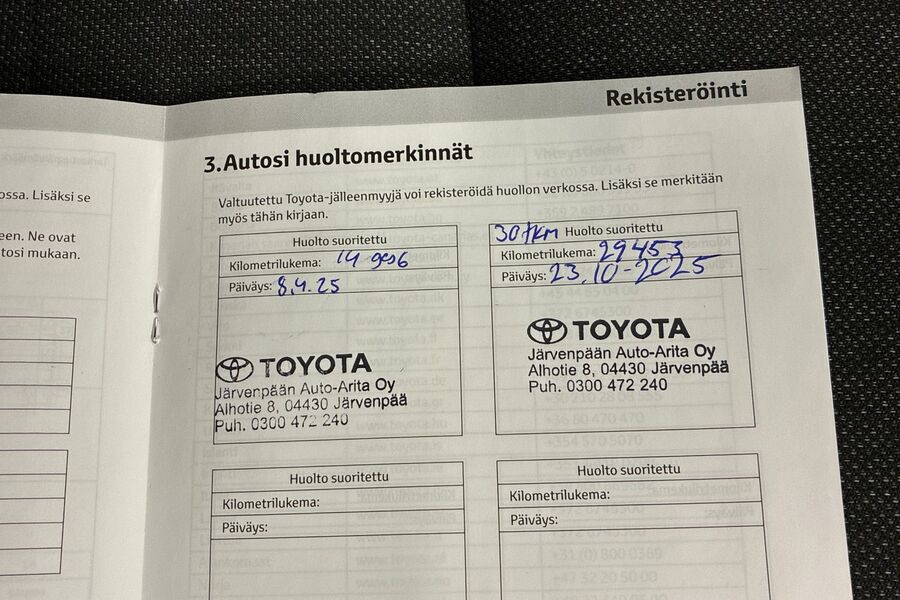 Rekisteröinti
3. Autosi huoltomerkinnät
Valtuutettu Toyota-jälleenmyyjä voi rekisteröidä huollon verkossa. Lisäksi se merkitään
myös tähän kirjaan.
ossa. Lisäksi se
een. Ne ovat
tosi mukaan.
Huolto suoritettu
Kilometrilukema:
Päiväys: 8.4.25
TOYOTA
Järvenpään Auto-Arita Oy
Alhotie 8, 04430 Järvenpää
Puh. 0300 472 240
30 tkm Huolto suoritettu
Kilometrilukema: 29453
Päiväys: 23.10-2025
TOYOTA
Järvenpään Auto-Arita Oy
Alhotie 8, 04430 Järvenpää
Puh. 0300 472 240
Huolto suoritettu
Kilometrilukema:
Päiväys:
Huolto suoritettu
Kilometrilukema:
Päiväys: